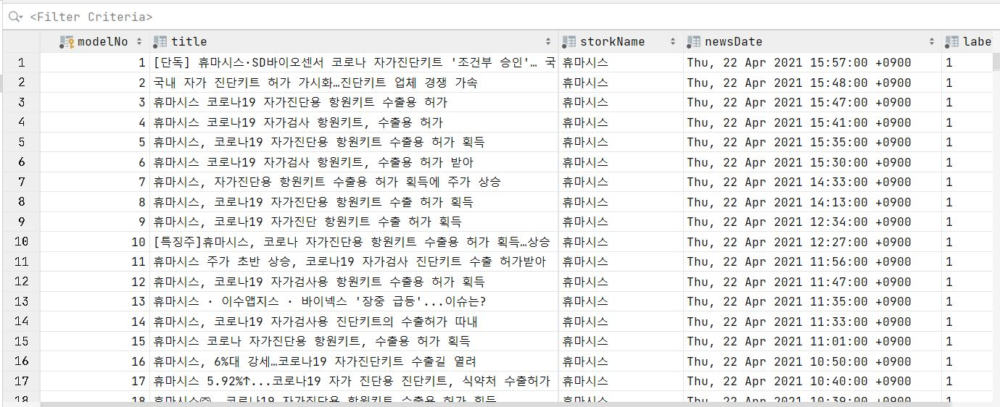 <Filter Criteria>
modelNo title storkName newsDate labe
1 1 [단독] 휴마시스·SD바이오센서 코로나 자가진단키트 '조건부 승인'… 국 휴마시스 Thu, 22 Apr 2021 15:57:00 +0900 1
2 2 국내 자가 진단키트 허가 가시화…진단키트 업체 경쟁 가속 휴마시스 Thu, 22 Apr 2021 15:48:00 +0900 1
3 3 휴마시스 코로나19 자가진단용 항원키트 수출용 허가 휴마시스 Thu, 22 Apr 2021 15:47:00 +0900 1
4 4 휴마시스 코로나19 자가검사 항원키트, 수출용 허가 휴마시스 Thu, 22 Apr 2021 15:41:00 +0900 1
5 5 휴마시스, 코로나19 자가진단용 항원키트 수출용 허가 획득 휴마시스 Thu, 22 Apr 2021 15:35:00 +0900 1
6 6 휴마시스 코로나19 자가검사 항원키트, 수출용 허가 받아 휴마시스 Thu, 22 Apr 2021 15:30:00 +0900 1
7 7 휴마시스, 자가진단용 항원키트 수출용 허가 획득에 주가 상승 휴마시스 Thu, 22 Apr 2021 14:33:00 +0900 1
8 8 휴마시스, 코로나19 자가진단용 항원키트 수출 허가 획득 휴마시스 Thu, 22 Apr 2021 14:13:00 +0900 1
9 9 휴마시스, 코로나19 자가진단 항원키트 수출 허가 획득 휴마시스 Thu, 22 Apr 2021 12:34:00 +0900 1
10 10 [특징주]휴마시스, 코로나 자가진단용 항원키트 수출용 허가 획득…상승 휴마시스 Thu, 22 Apr 2021 12:27:00 +0900 1
11 11 휴마시스 주가 초반 상승, 코로나19 자가검사 진단키트 수출 허가받아 휴마시스 Thu, 22 Apr 2021 11:56:00 +0900 1
12 12 휴마시스, 코로나19 자가검사용 항원키트 수출용 허가 획득 휴마시스 Thu, 22 Apr 2021 11:47:00 +0900 1
13 13 휴마시스 · 이수앱지스 · 바이넥스 '장중 급등'...이슈는? 휴마시스 Thu, 22 Apr 2021 11:35:00 +0900 1
14 14 휴마시스, 코로나19 자가검사용 진단키트의 수출허가 따내 휴마시스 Thu, 22 Apr 2021 11:33:00 +0900 1
15 15 휴마시스 코로나 자가진단용 항원키트, 수출용 허가 획득 휴마시스 Thu, 22 Apr 2021 11:01:00 +0900 1
16 16 휴마시스, 6%대 강세…코로나19 자가진단키트 수출길 열려 휴마시스 Thu, 22 Apr 2021 10:50:00 +0900 1
17 17 휴마시스 5.92%↑...코로나19 자가 진단용 진단키트, 식약처 수출허가 휴마시스 Thu, 22 Apr 2021 10:40:00 +0900 1
18 18 휴마시스㈜, 코로나19 자가진단용 항원키트 수출용 허가 획득 휴마시스 Thu, 22 Apr 2021 10:39:00 +0900 1